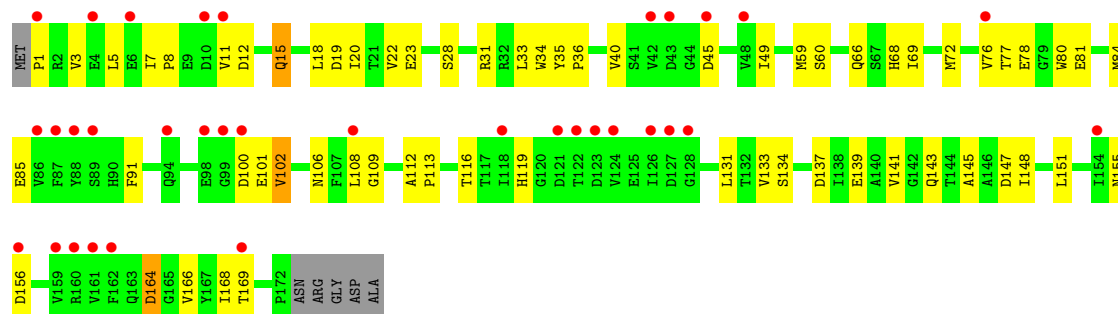 MET P1 R2 V3 E4 L5 E6 I7 P8 E9 D10 V11 D12 Q15 L18 D19 I20 T21 V22 E23 S28 R31 R32 L33 W34 Y35 P36 V40 S41 V42 D43 G44 D45 V48 I49 M59 S60 Q66 S67 H68 I69 M72 V76 T77 E78 G79 W80 E81 M84
E85 V86 F87 Y88 S89 H90 F91 Q94 E98 G99 D100 E101 V102 N106 F107 L108 G109 A112 P113 T116 T117 I118 H119 G120 D121 T122 D123 V124 E125 I126 D127 G128 L131 T132 V133 S134 D137 I138 E139 A140 V141 G142 Q143 T144 A145 A146 D147 I148 L151 I154 N155
D156 V159 R160 V161 F162 Q163 D164 G165 V166 Y167 I168 T169 P172 ASN ARG GLY ASP ALA